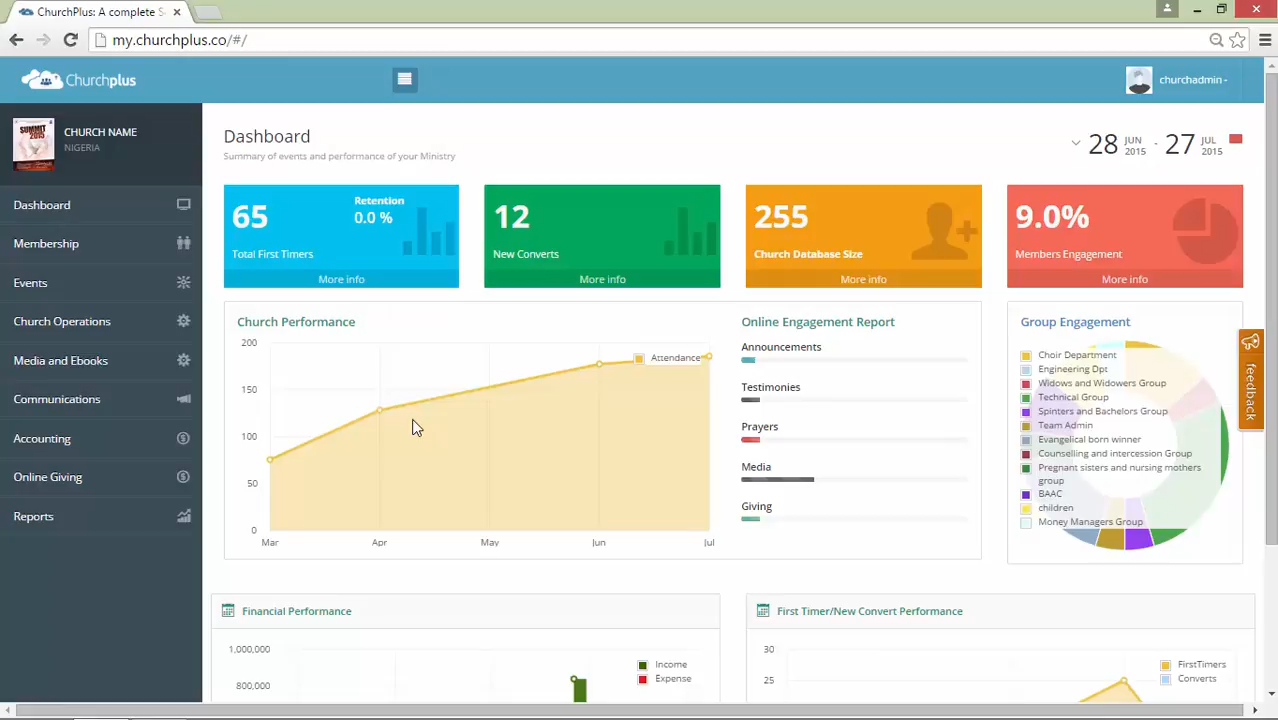 ChurchPlus: A complete S
my.churchplus.co/#/
Churchplus
churchadmin
SUMMIT
2015
CHURCH NAME
NIGERIA
Dashboard
Membership
Events
Church Operations
Media and Ebooks
Communications
Accounting
Online Giving
Reports
Dashboard
Summary of events and performance of your Ministry
28 JUN 2015 - 27 JUL 2015
65
Retention
0.0 %
Total First Timers
More info
12
New Converts
More info
255
Church Database Size
More info
9.0%
Members Engagement
More info
Church Performance
200
150
100
50
0
Mar Apr May Jun Jul
Attendance
Online Engagement Report
Announcements
Testimonies
Prayers
Media
Giving
Group Engagement
Choir Department
Engineering Dpt
Widows and Widowers Group
Technical Group
Spinters and Bachelors Group
Team Admin
Evangelical born winner
Counselling and intercession Group
Pregnant sisters and nursing mothers
group
BAAC
children
Money Managers Group
feedback
Financial Performance
1,000,000
800,000
Income
Expense
First Timer/New Convert Performance
30
25
FirstTimers
Converts